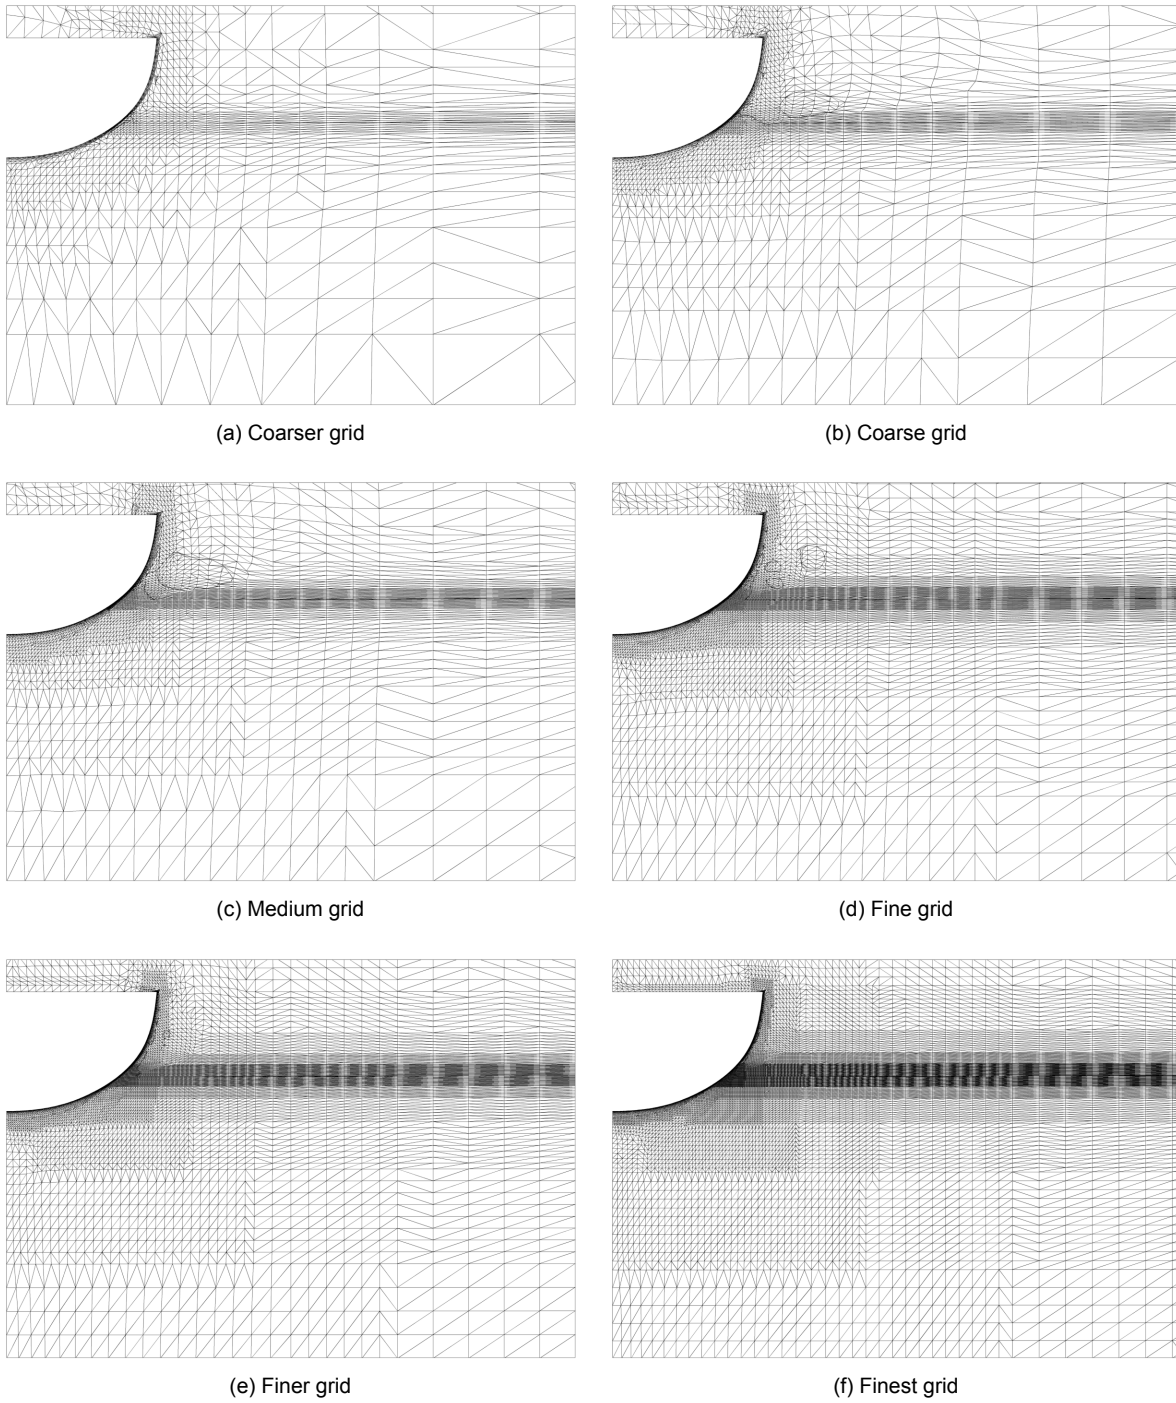 (a) Coarser grid
(b) Coarse grid
(c) Medium grid
(d) Fine grid
(e) Finer grid
(f) Finest grid